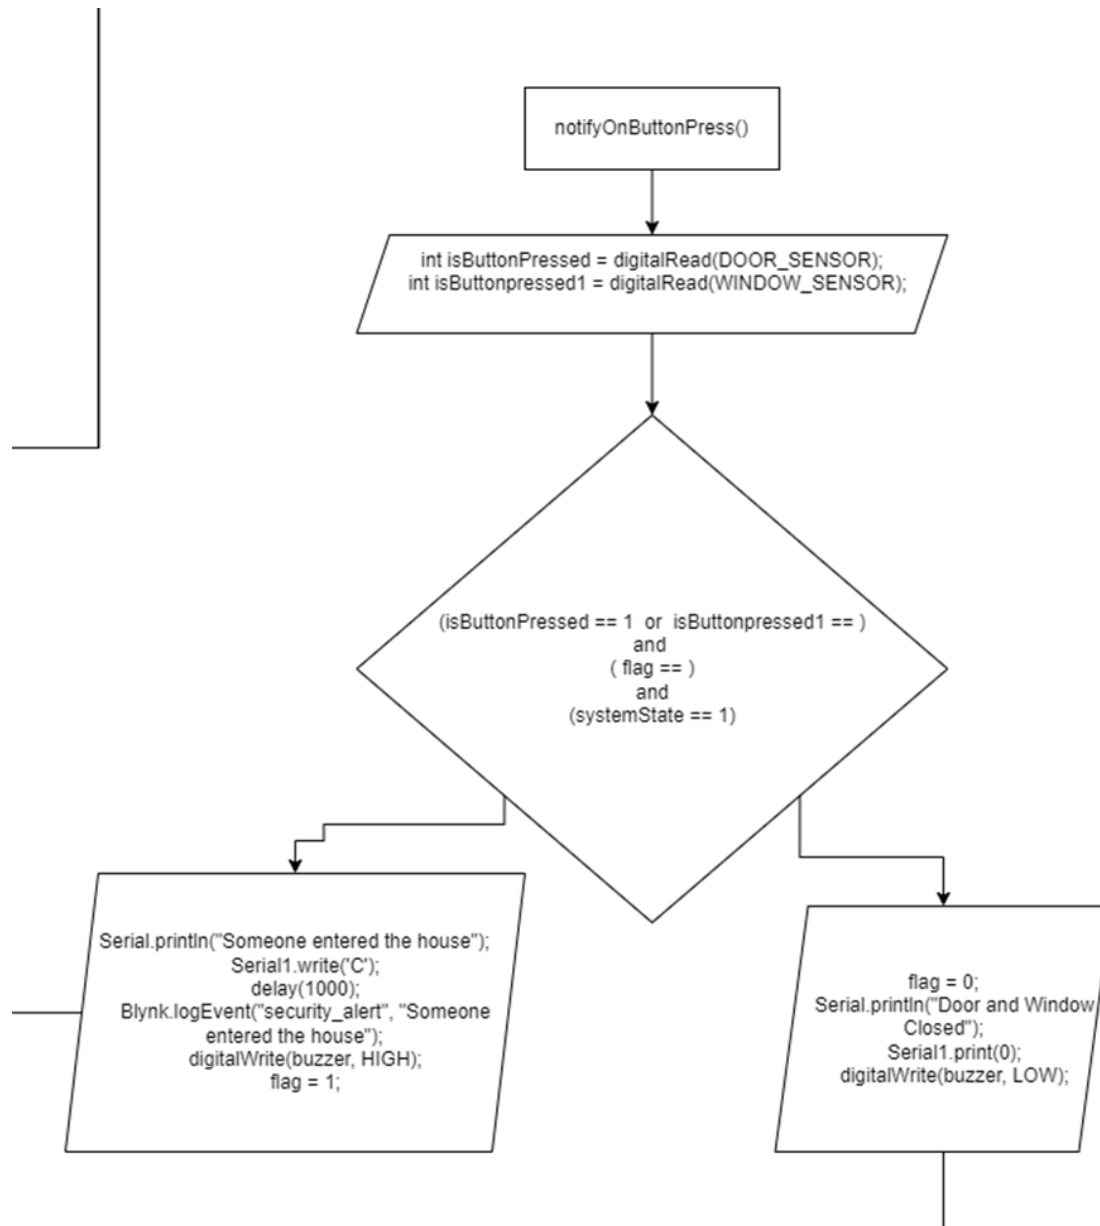 notifyOnButtonPress()
int isButtonPressed = digitalRead(DOOR_SENSOR);
int isButtonpressed1 = digitalRead(WINDOW_SENSOR);
(isButtonPressed == 1 or isButtonpressed1 == )
and
( flag == )
and
(systemState == 1)
Serial.println("Someone entered the house");
Serial1.write('C');
delay(1000);
Blynk.logEvent("security_alert", "Someone
entered the house");
digitalWrite(buzzer, HIGH);
flag = 1;
flag = 0;
Serial.println("Door and Window
Closed");
Serial1.print(0);
digitalWrite(buzzer, LOW);